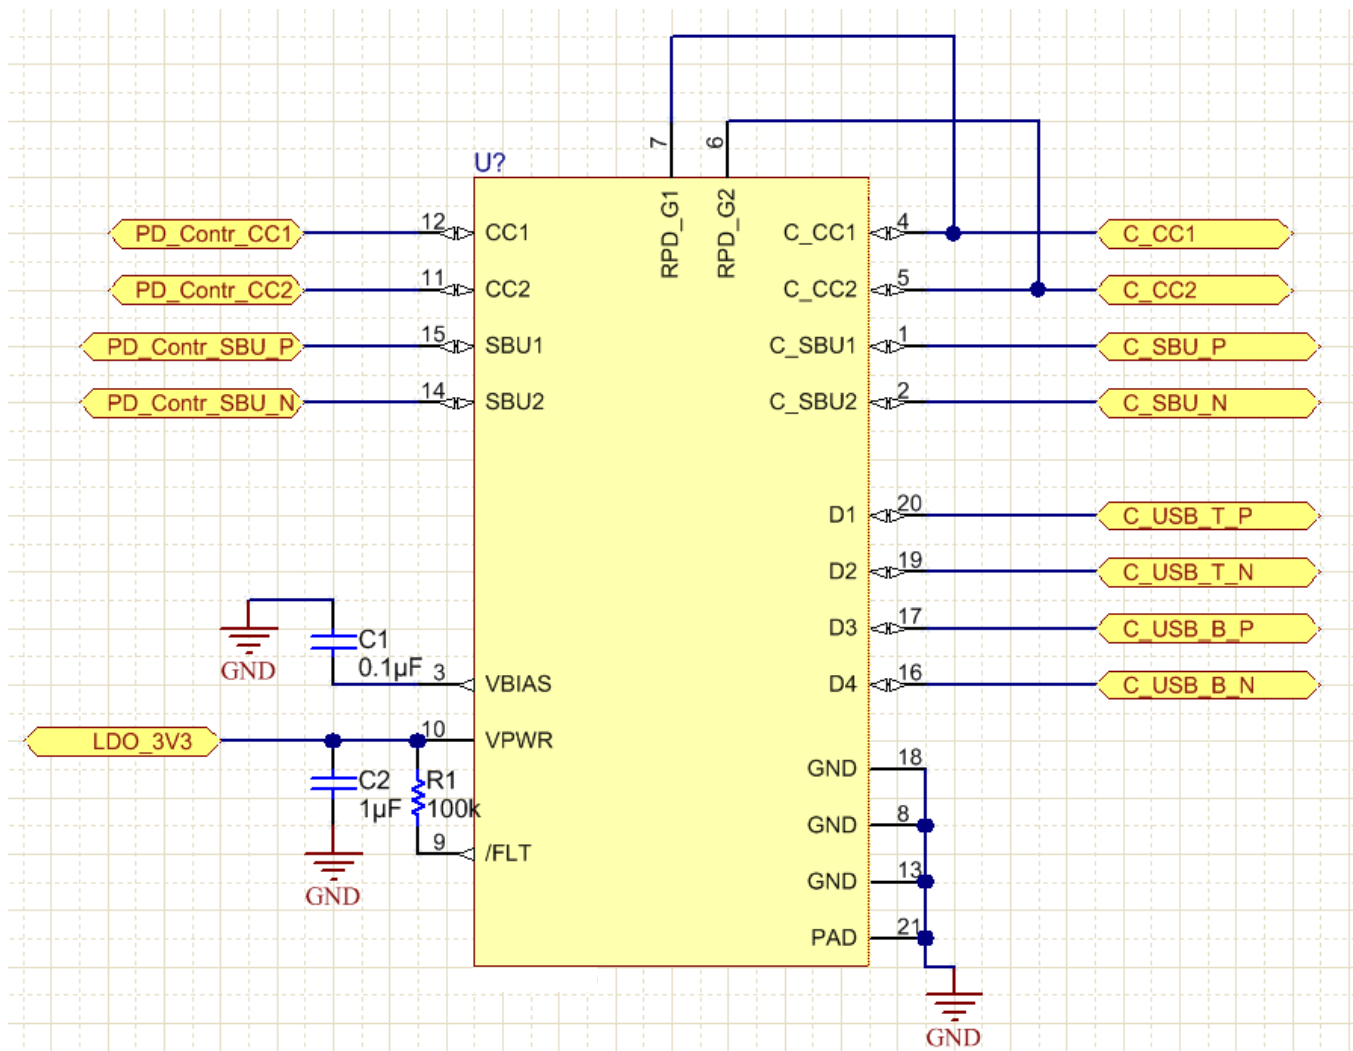 7
6
U?
RPD_G1
RPD_G2
PD_Contr_CC1
12
CC1
C_CC1
4
C_CC1
PD_Contr_CC2
11
CC2
C_CC2
5
C_CC2
PD_Contr_SBU_P
15
SBU1
C_SBU1
1
C_SBU_P
PD_Contr_SBU_N
14
SBU2
C_SBU2
2
C_SBU_N
D1
20
C_USB_T_P
D2
19
C_USB_T_N
D3
17
C_USB_B_P
GND
C1
0.1µF
3
VBIAS
D4
16
C_USB_B_N
LDO_3V3
10
VPWR
GND
18
C2
1µF
R1
100k
GND
8
9
/FLT
GND
13
GND
PAD
21
GND